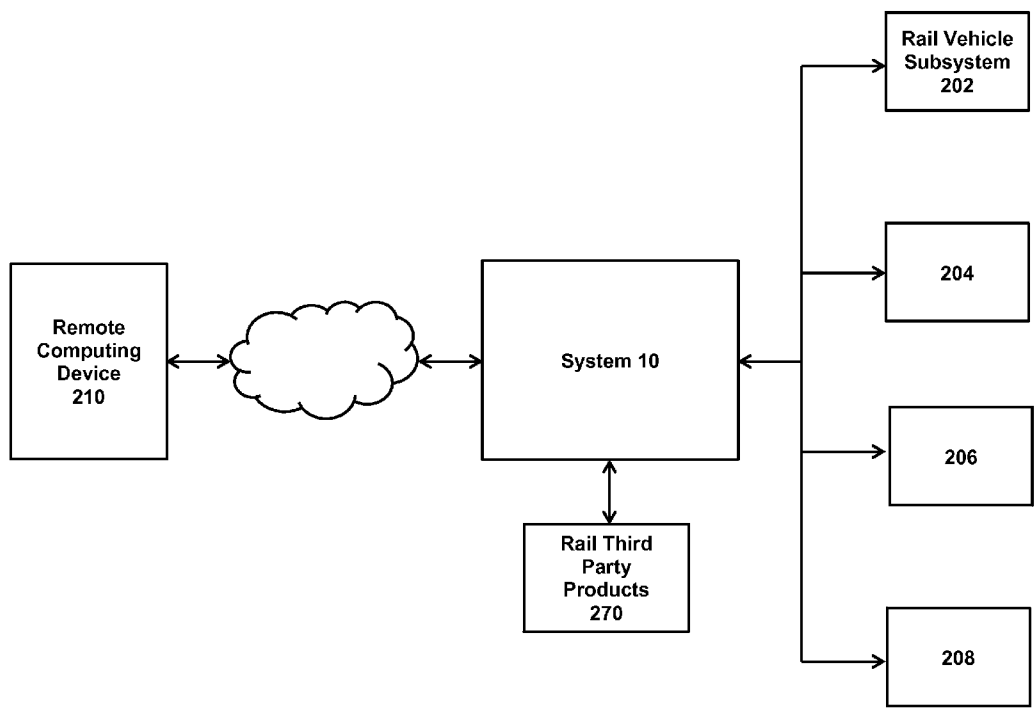 Rail Vehicle
Subsystem
202
204
Remote
Computing
Device
210
System 10
206
Rail Third
Party
Products
270
208